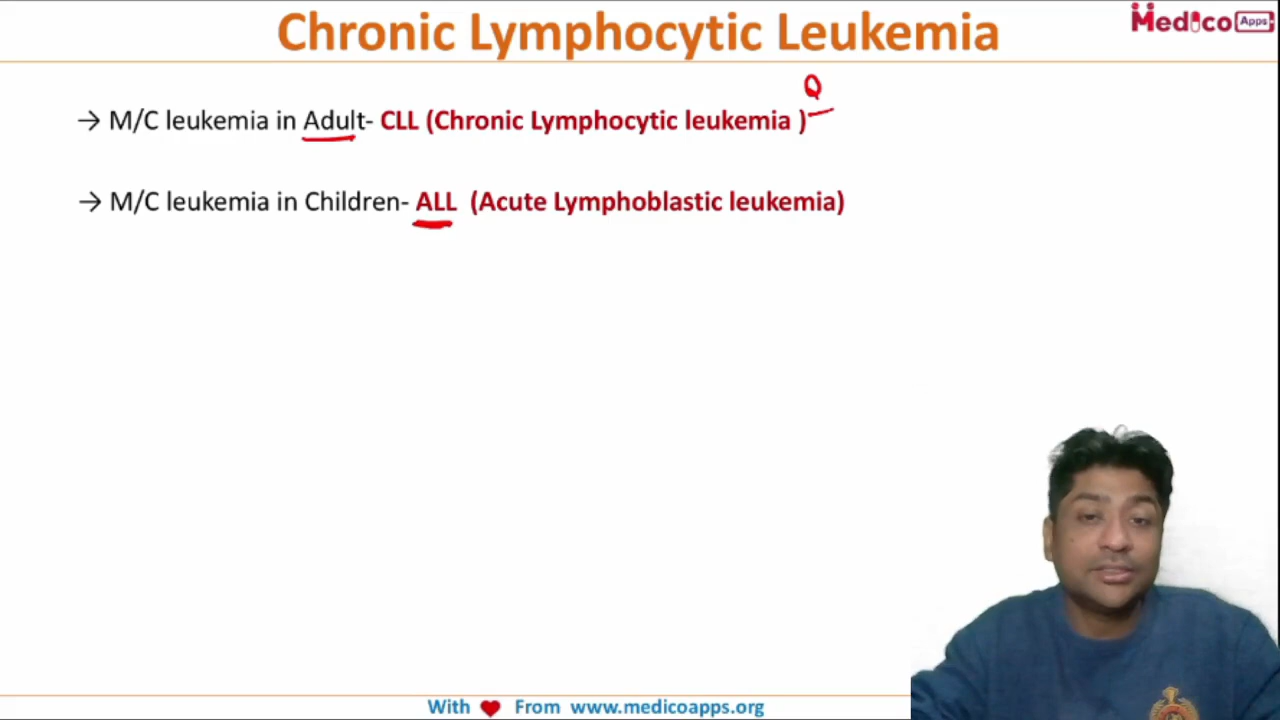 Chronic Lymphocytic Leukemia
Medico Apps
Q
→ M/C leukemia in Adult- CLL (Chronic Lymphocytic leukemia )
→ M/C leukemia in Children- ALL (Acute Lymphoblastic leukemia)
With ❤ From www.medicoapps.org